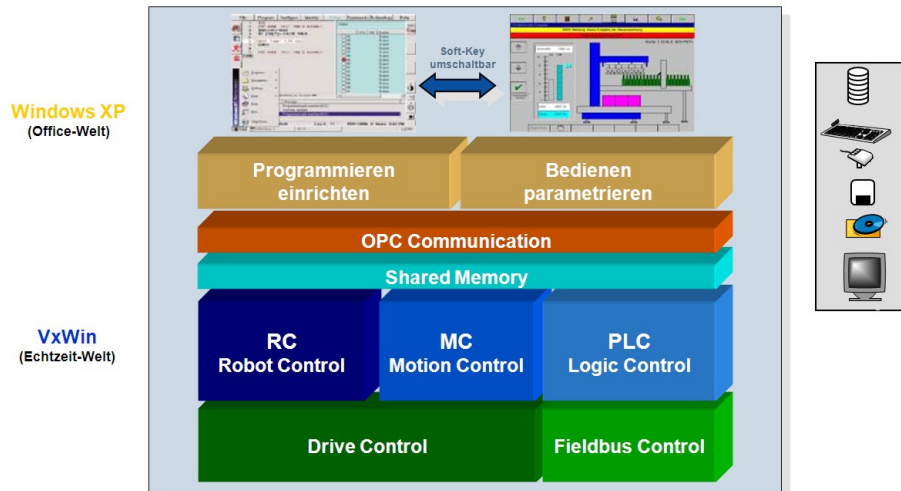 Soft-Key
umschaltbar
Windows XP
(Office-Welt)
Programmieren
einrichten
Bedienen
parametrieren
OPC Communication
Shared Memory
VxWin
(Echtzeit-Welt)
RC
Robot Control
MC
Motion Control
PLC
Logic Control
Drive Control
Fieldbus Control